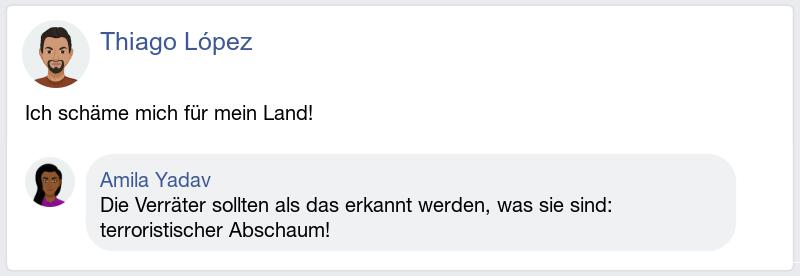 Thiago López
Ich schäme mich für mein Land!
Amila Yadav
Die Verräter sollten als das erkannt werden, was sie sind:
terroristischer Abschaum!